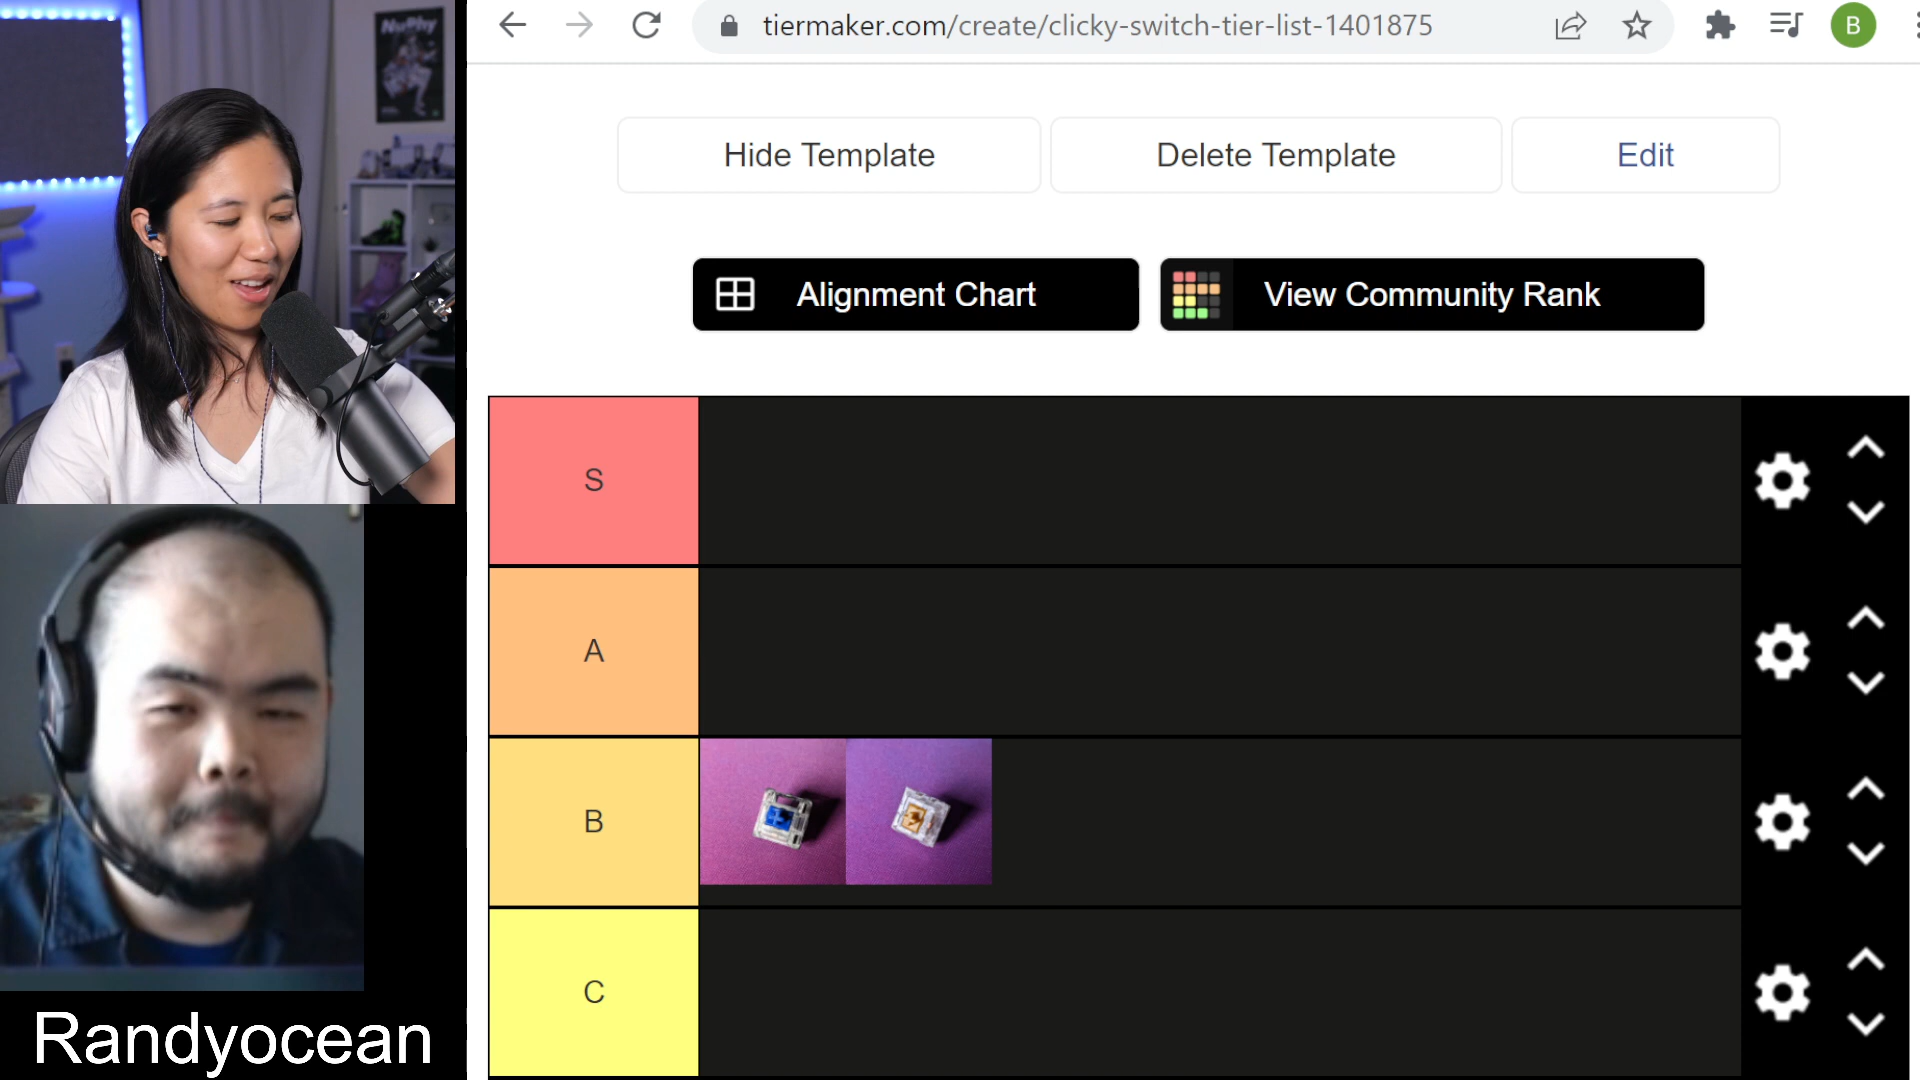 NuPhy
tiermaker.com/create/clicky-switch-tier-list-1401875
B
Hide Template
Delete Template
Edit
Alignment Chart
View Community Rank
S
A
B
C
Randyocean